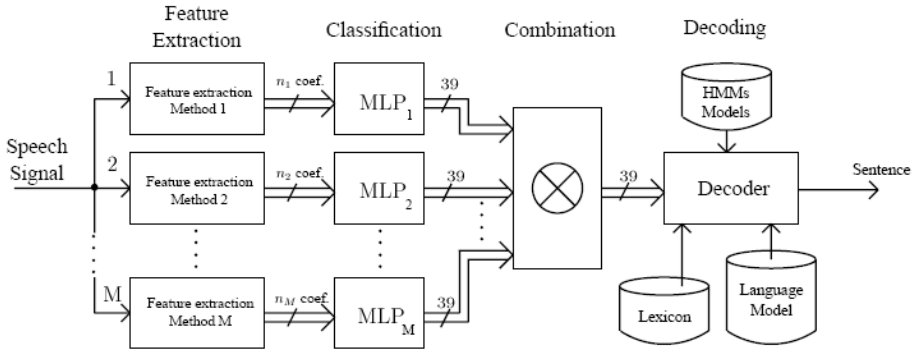 Feature
Extraction
Classification
Combination
Decoding
Speech
Signal
1
Feature extraction
Method 1
n₁ coef.
MLP₁
39
2
Feature extraction
Method 2
n₂ coef.
MLP₂
39
M
Feature extraction
Method M
n_M coef.
MLP_M
39
39
HMMs
Models
Decoder
Sentence
Lexicon
Language
Model